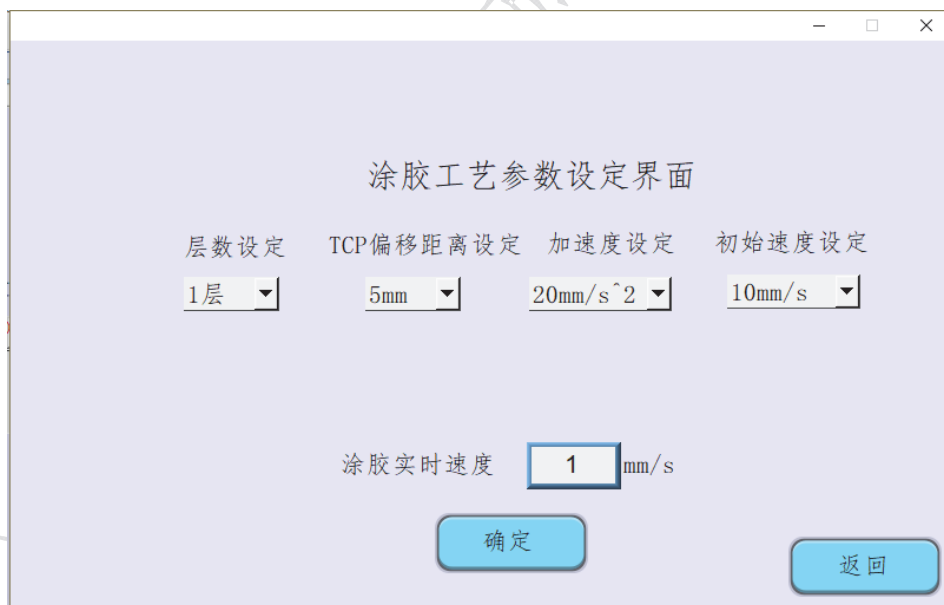 涂胶工艺参数设定界面
层数设定 TCP偏移距离设定 加速度设定 初始速度设定
1层 5mm 20mm/s^2 10mm/s
涂胶实时速度 1 mm/s
确定
返回